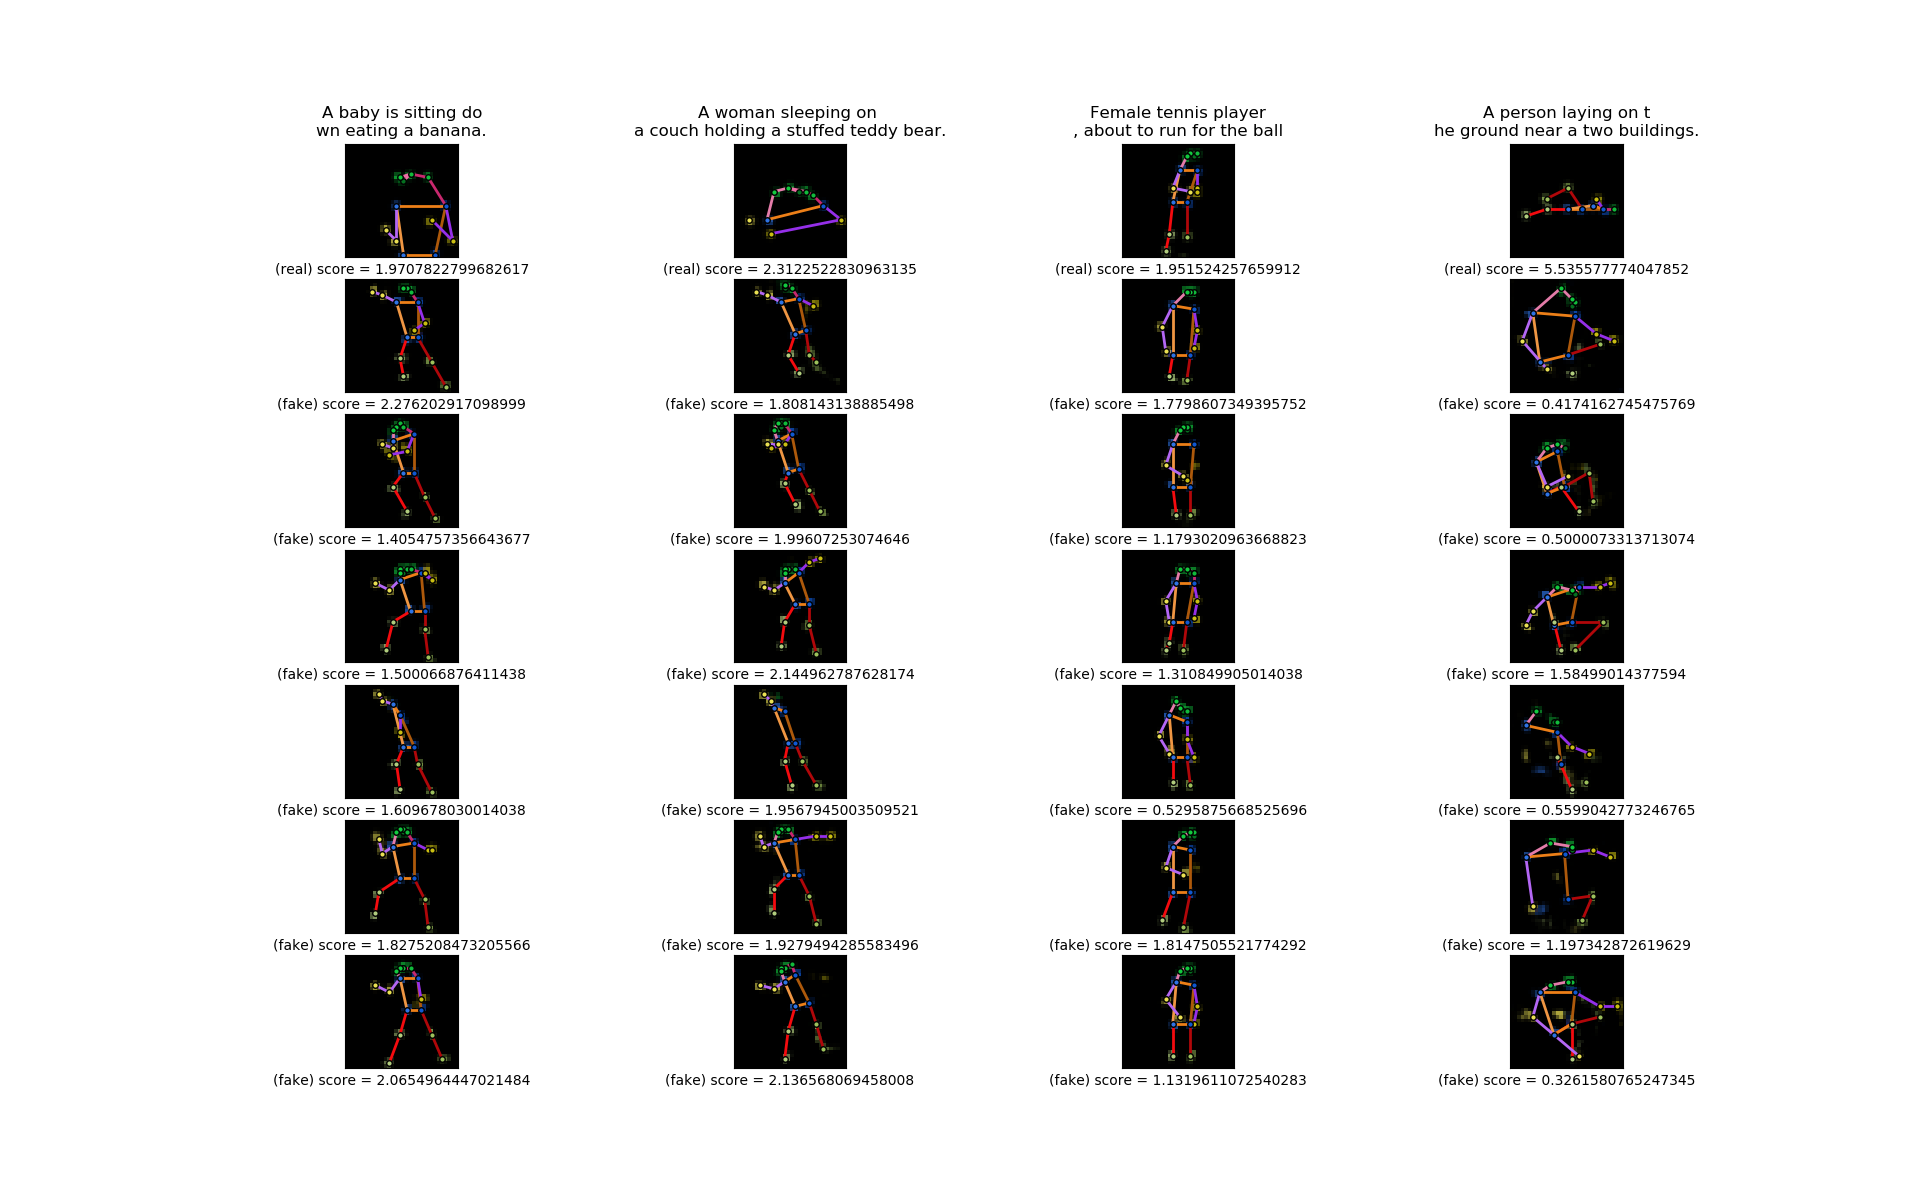 A baby is sitting do
wn eating a banana.
A woman sleeping on
a couch holding a stuffed teddy bear.
Female tennis player
, about to run for the ball
A person laying on t
he ground near a two buildings.
(real) score = 1.9707822799682617
(real) score = 2.3122522830963135
(real) score = 1.951524257659912
(real) score = 5.535577774047852
(fake) score = 2.276202917098999
(fake) score = 1.808143138885498
(fake) score = 1.7798607349395752
(fake) score = 0.4174162745475769
(fake) score = 1.4054757356643677
(fake) score = 1.99607253074646
(fake) score = 1.1793020963668823
(fake) score = 0.5000073313713074
(fake) score = 1.500066876411438
(fake) score = 2.144962787628174
(fake) score = 1.310849905014038
(fake) score = 1.58499014377594
(fake) score = 1.609678030014038
(fake) score = 1.9567945003509521
(fake) score = 0.5295875668525696
(fake) score = 0.5599042773246765
(fake) score = 1.8275208473205566
(fake) score = 1.9279494285583496
(fake) score = 1.8147505521774292
(fake) score = 1.197342872619629
(fake) score = 2.0654964447021484
(fake) score = 2.136568069458008
(fake) score = 1.1319611072540283
(fake) score = 0.3261580765247345